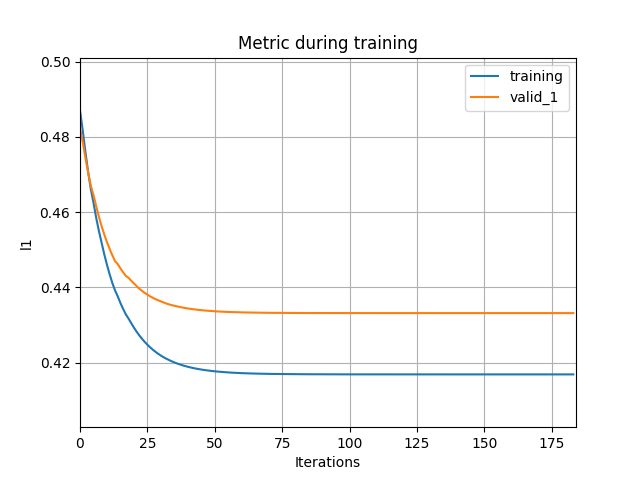 Metric during training
0.50
0.48
0.46
0.44
0.42
l1
training
valid_1
0 25 50 75 100 125 150 175
Iterations